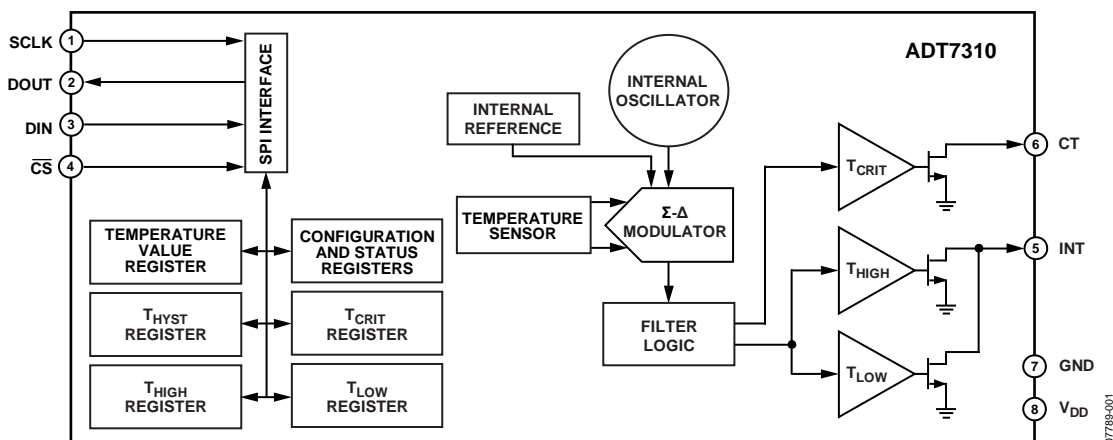 ADT7310
SCLK
1
DOUT
2
DIN
3
CS
4
SPI INTERFACE
TEMPERATURE
VALUE
REGISTER
CONFIGURATION
AND STATUS
REGISTERS
THYST
REGISTER
TCRIT
REGISTER
THIGH
REGISTER
TLOW
REGISTER
INTERNAL
REFERENCE
INTERNAL
OSCILLATOR
TEMPERATURE
SENSOR
Σ-Δ
MODULATOR
FILTER
LOGIC
TCRIT
THIGH
TLOW
6
CT
5
INT
7
GND
8
VDD
07789-001